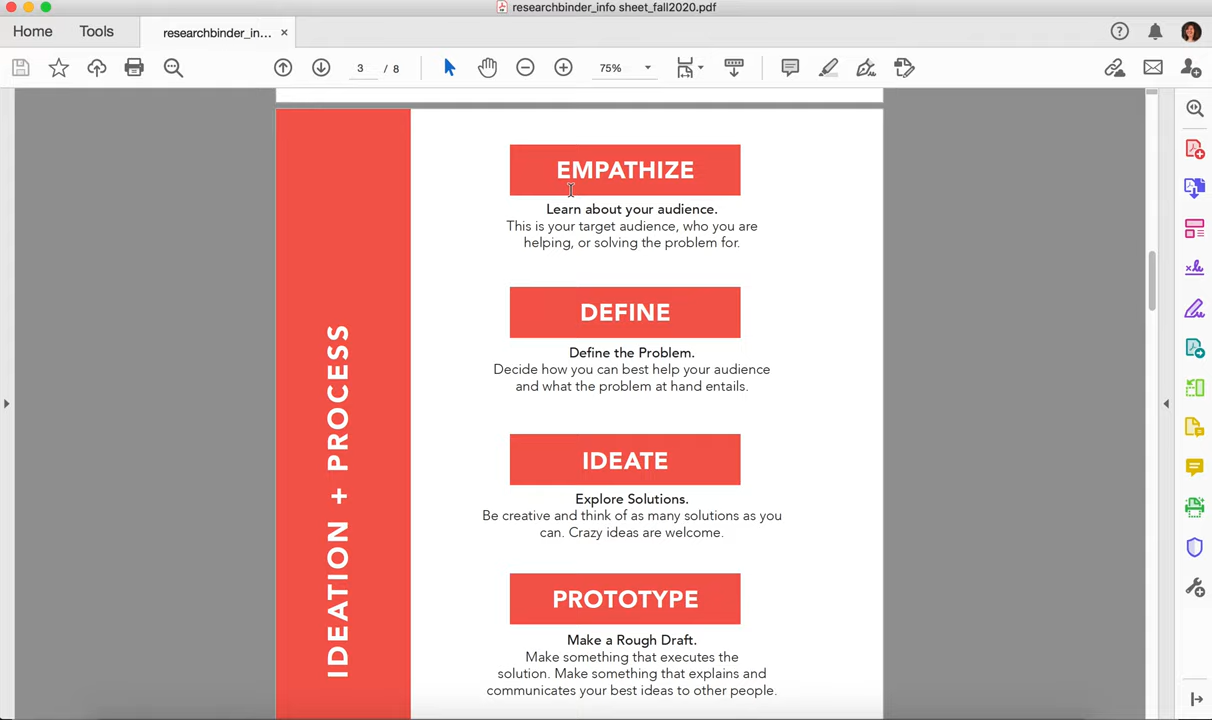 researchbinder_info sheet_fall2020.pdf
Home
Tools
researchbinder_in...
3 / 8
75%
EMPATHIZE
Learn about your audience.
This is your target audience, who you are
helping, or solving the problem for.
DEFINE
Define the Problem.
Decide how you can best help your audience
and what the problem at hand entails.
IDEATE
Explore Solutions.
Be creative and think of as many solutions as you
can. Crazy ideas are welcome.
PROTOTYPE
Make a Rough Draft.
Make something that executes the
solution. Make something that explains and
communicates your best ideas to other people.
IDEATION + PROCESS